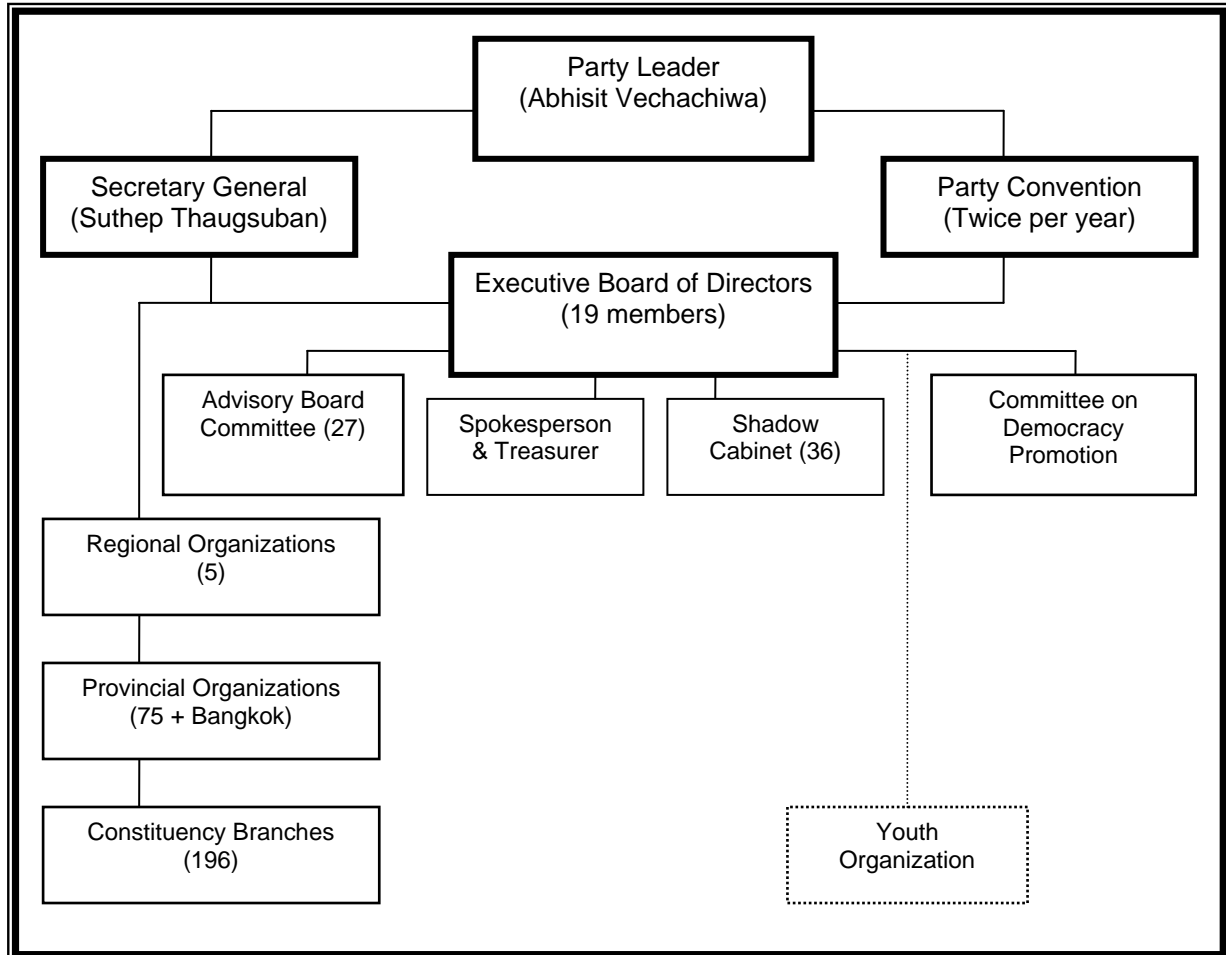 Party Leader
(Abhisit Vechachiwa)
Secretary General
(Suthep Thaugsuban)
Party Convention
(Twice per year)
Executive Board of Directors
(19 members)
Advisory Board
Committee (27)
Spokesperson
& Treasurer
Shadow
Cabinet (36)
Committee on
Democracy
Promotion
Regional Organizations
(5)
Provincial Organizations
(75 + Bangkok)
Constituency Branches
(196)
Youth
Organization